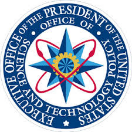 EXECUTIVE OFFICE OF THE PRESIDENT OF THE UNITED STATES
OFFICE OF
SCIENCE AND TECHNOLOGY POLICY